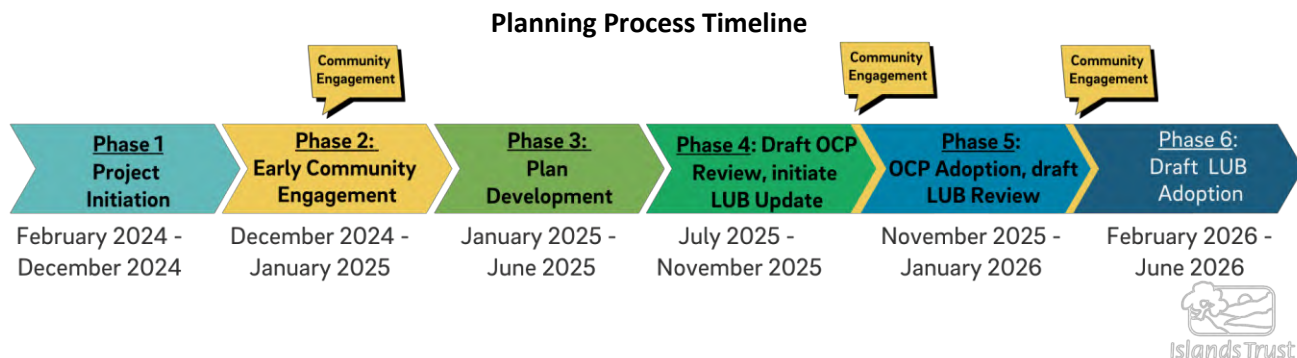 Planning Process Timeline
Community
Engagement
Community
Engagement
Community
Engagement
Phase 1
Project
Initiation
Phase 2:
Early Community
Engagement
Phase 3:
Plan
Development
Phase 4: Draft OCP
Review, initiate
LUB Update
Phase 5:
OCP Adoption, draft
LUB Review
Phase 6:
Draft LUB
Adoption
February 2024 -
December 2024
December 2024 -
January 2025
January 2025 -
June 2025
July 2025 -
November 2025
November 2025 -
January 2026
February 2026 -
June 2026
Islands Trust